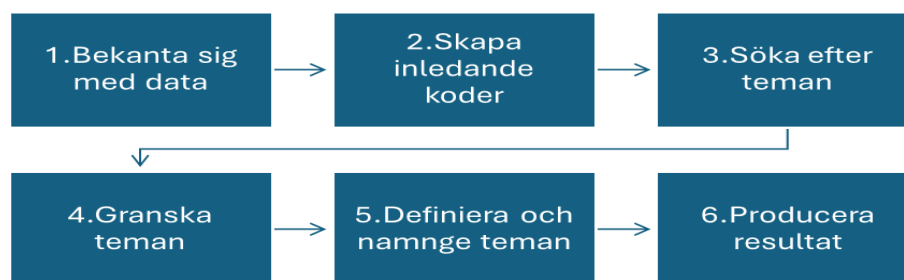 1.Bekanta sig
med data
2.Skapa
inledande
koder
3.Söka efter
teman
4.Granska
teman
5.Definiera och
namnge teman
6.Producera
resultat